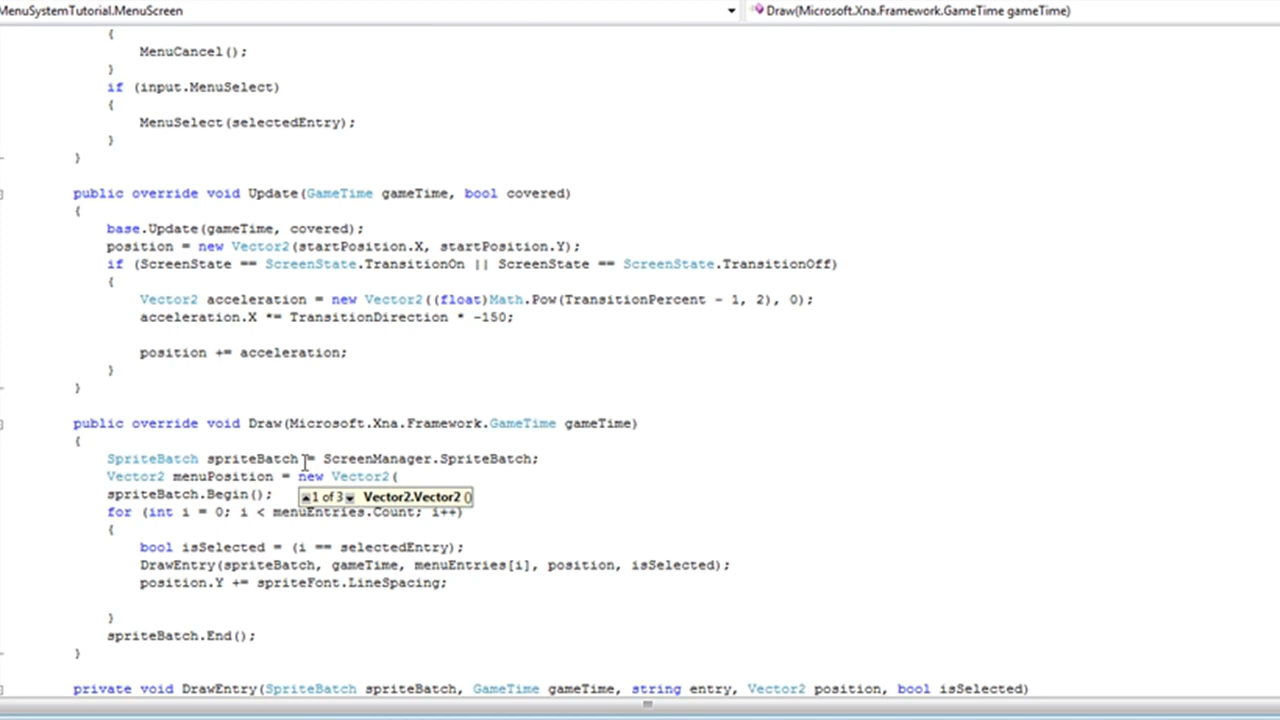 MenuSystemTutorial.MenuScreen
Draw(Microsoft.Xna.Framework.GameTime gameTime)
{
MenuCancel();
}
if (input.MenuSelect)
{
MenuSelect(selectedEntry);
}
}
public override void Update(GameTime gameTime, bool covered)
{
base.Update(gameTime, covered);
position = new Vector2(startPosition.X, startPosition.Y);
if (ScreenState == ScreenState.TransitionOn || ScreenState == ScreenState.TransitionOff)
{
Vector2 acceleration = new Vector2((float)Math.Pow(TransitionPercent - 1, 2), 0);
acceleration.X *= TransitionDirection * -150;
position += acceleration;
}
}
public override void Draw(Microsoft.Xna.Framework.GameTime gameTime)
{
SpriteBatch spriteBatch = ScreenManager.SpriteBatch;
Vector2 menuPosition = new Vector2(
spriteBatch.Begin();
1 of 3 Vector2.Vector2 ()
for (int i = 0; i < menuEntries.Count; i++)
{
bool isSelected = (i == selectedEntry);
DrawEntry(spriteBatch, gameTime, menuEntries[i], position, isSelected);
position.Y += spriteFont.LineSpacing;
}
spriteBatch.End();
}
private void DrawEntry(SpriteBatch spriteBatch, GameTime gameTime, string entry, Vector2 position, bool isSelected)